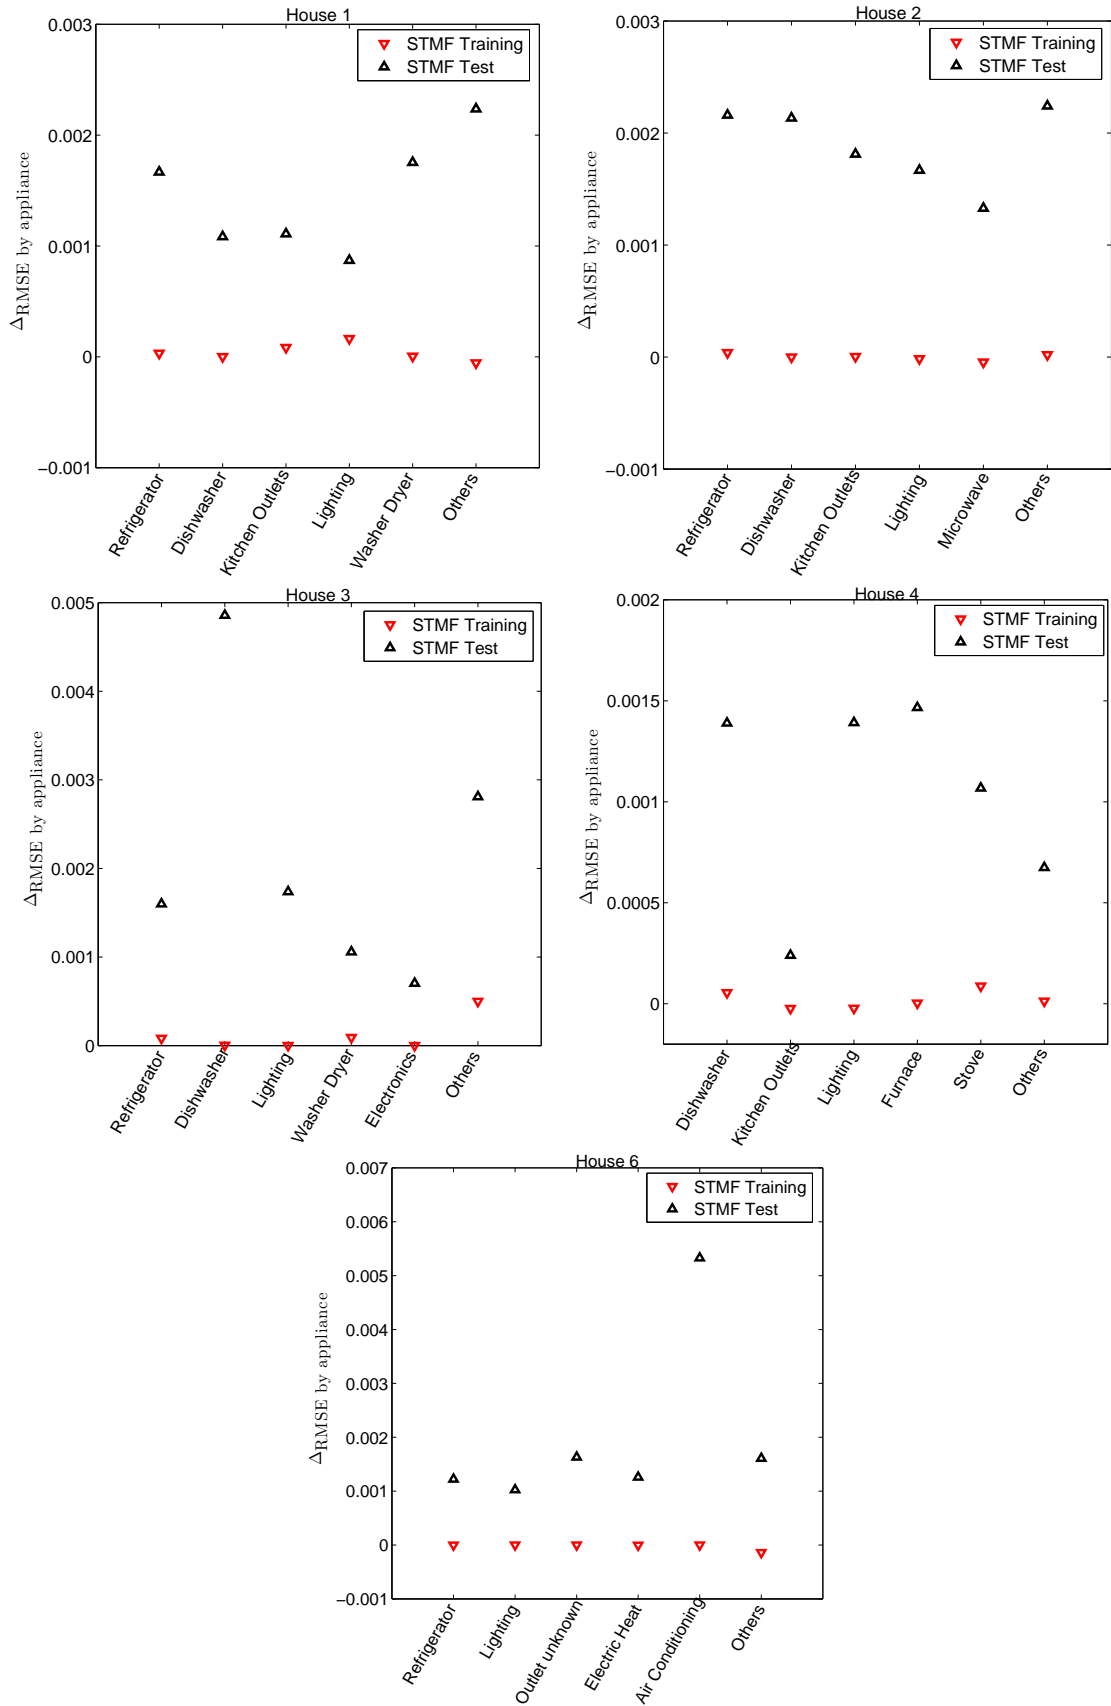 House 1
STMF Training
STMF Test
0.003
0.002
0.001
0
−0.001
ΔRMSE by appliance
Refrigerator
Dishwasher
Kitchen Outlets
Lighting
Washer Dryer
Others
House 2
STMF Training
STMF Test
0.003
0.002
0.001
0
−0.001
ΔRMSE by appliance
Refrigerator
Dishwasher
Kitchen Outlets
Lighting
Microwave
Others
House 3
STMF Training
STMF Test
0.005
0.004
0.003
0.002
0.001
0
ΔRMSE by appliance
Refrigerator
Dishwasher
Lighting
Washer Dryer
Electronics
Others
House 4
STMF Training
STMF Test
0.002
0.0015
0.001
0.0005
0
ΔRMSE by appliance
Dishwasher
Kitchen Outlets
Lighting
Furnace
Stove
Others
House 6
STMF Training
STMF Test
0.007
0.006
0.005
0.004
0.003
0.002
0.001
0
−0.001
ΔRMSE by appliance
Refrigerator
Lighting
Outlet unknown
Electric Heat
Air Conditioning
Others